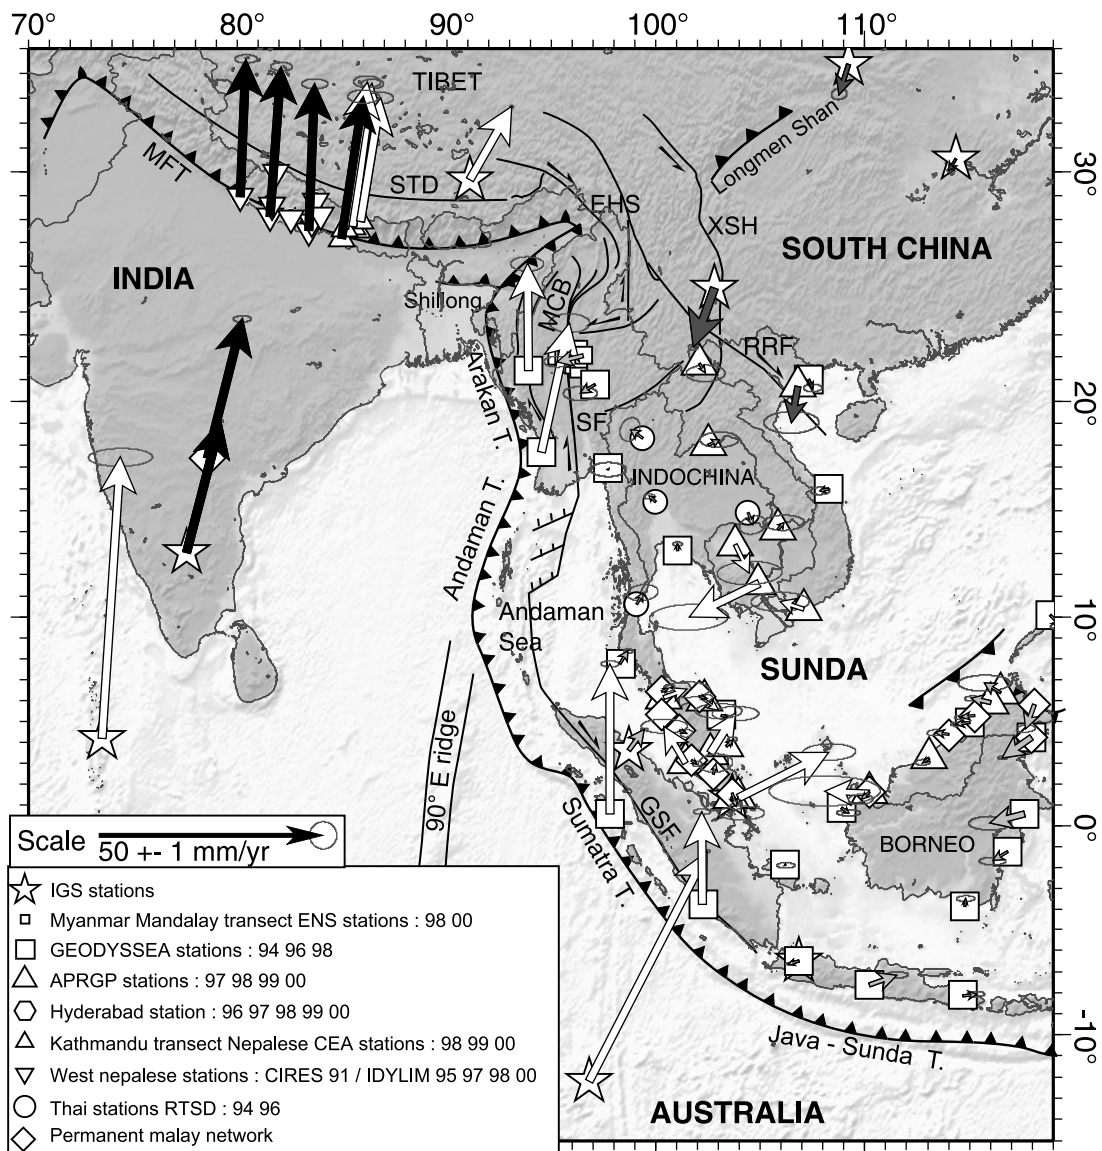 70° 80° 90° 100° 110°
TIBET
Longmen Shan
MFT
30°
STD
EHS
XSH
SOUTH CHINA
INDIA
MCB
Shillong
RRF
Arakan T.
20°
SF
INDOCHINA
Andaman T.
Andaman
Sea
10°
SUNDA
90° E ridge
GSF
Sumatra T.
0°
BORNEO
Scale
50 +- 1 mm/yr
IGS stations
Myanmar Mandalay transect ENS stations : 98 00
GEODYSSEA stations : 94 96 98
APRGP stations : 97 98 99 00
Hyderabad station : 96 97 98 99 00
Kathmandu transect Nepalese CEA stations : 98 99 00
West nepalese stations : CIRES 91 / IDYLIM 95 97 98 00
Thai stations RTSD : 94 96
Permanent malay network
-10°
Java - Sunda T.
AUSTRALIA